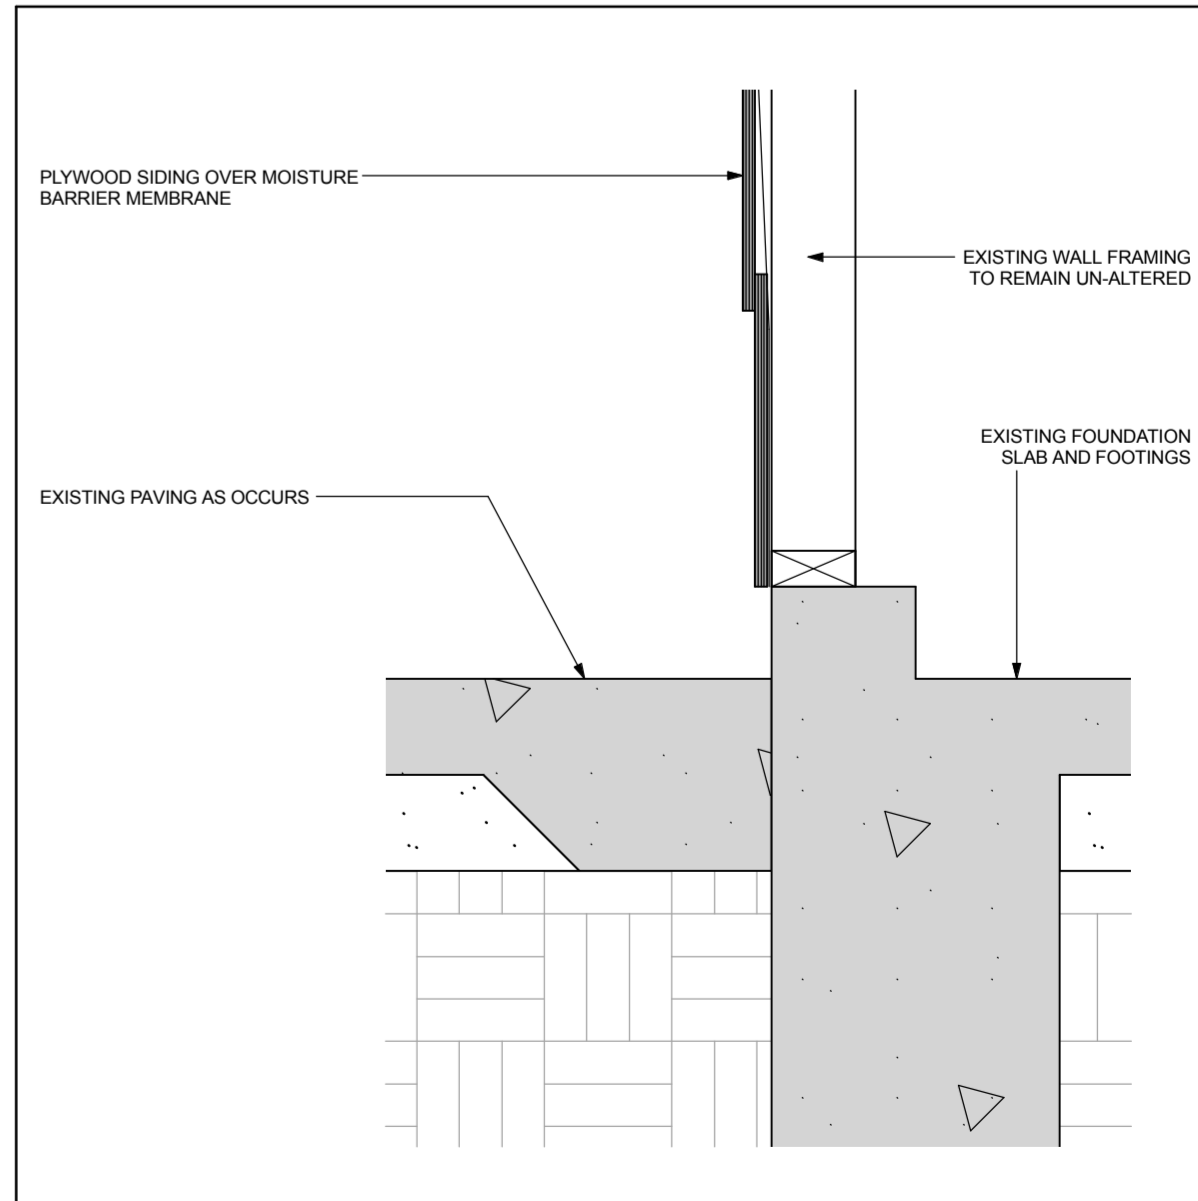 PLYWOOD SIDING OVER MOISTURE
BARRIER MEMBRANE
EXISTING WALL FRAMING
TO REMAIN UN-ALTERED
EXISTING FOUNDATION
SLAB AND FOOTINGS
EXISTING PAVING AS OCCURS